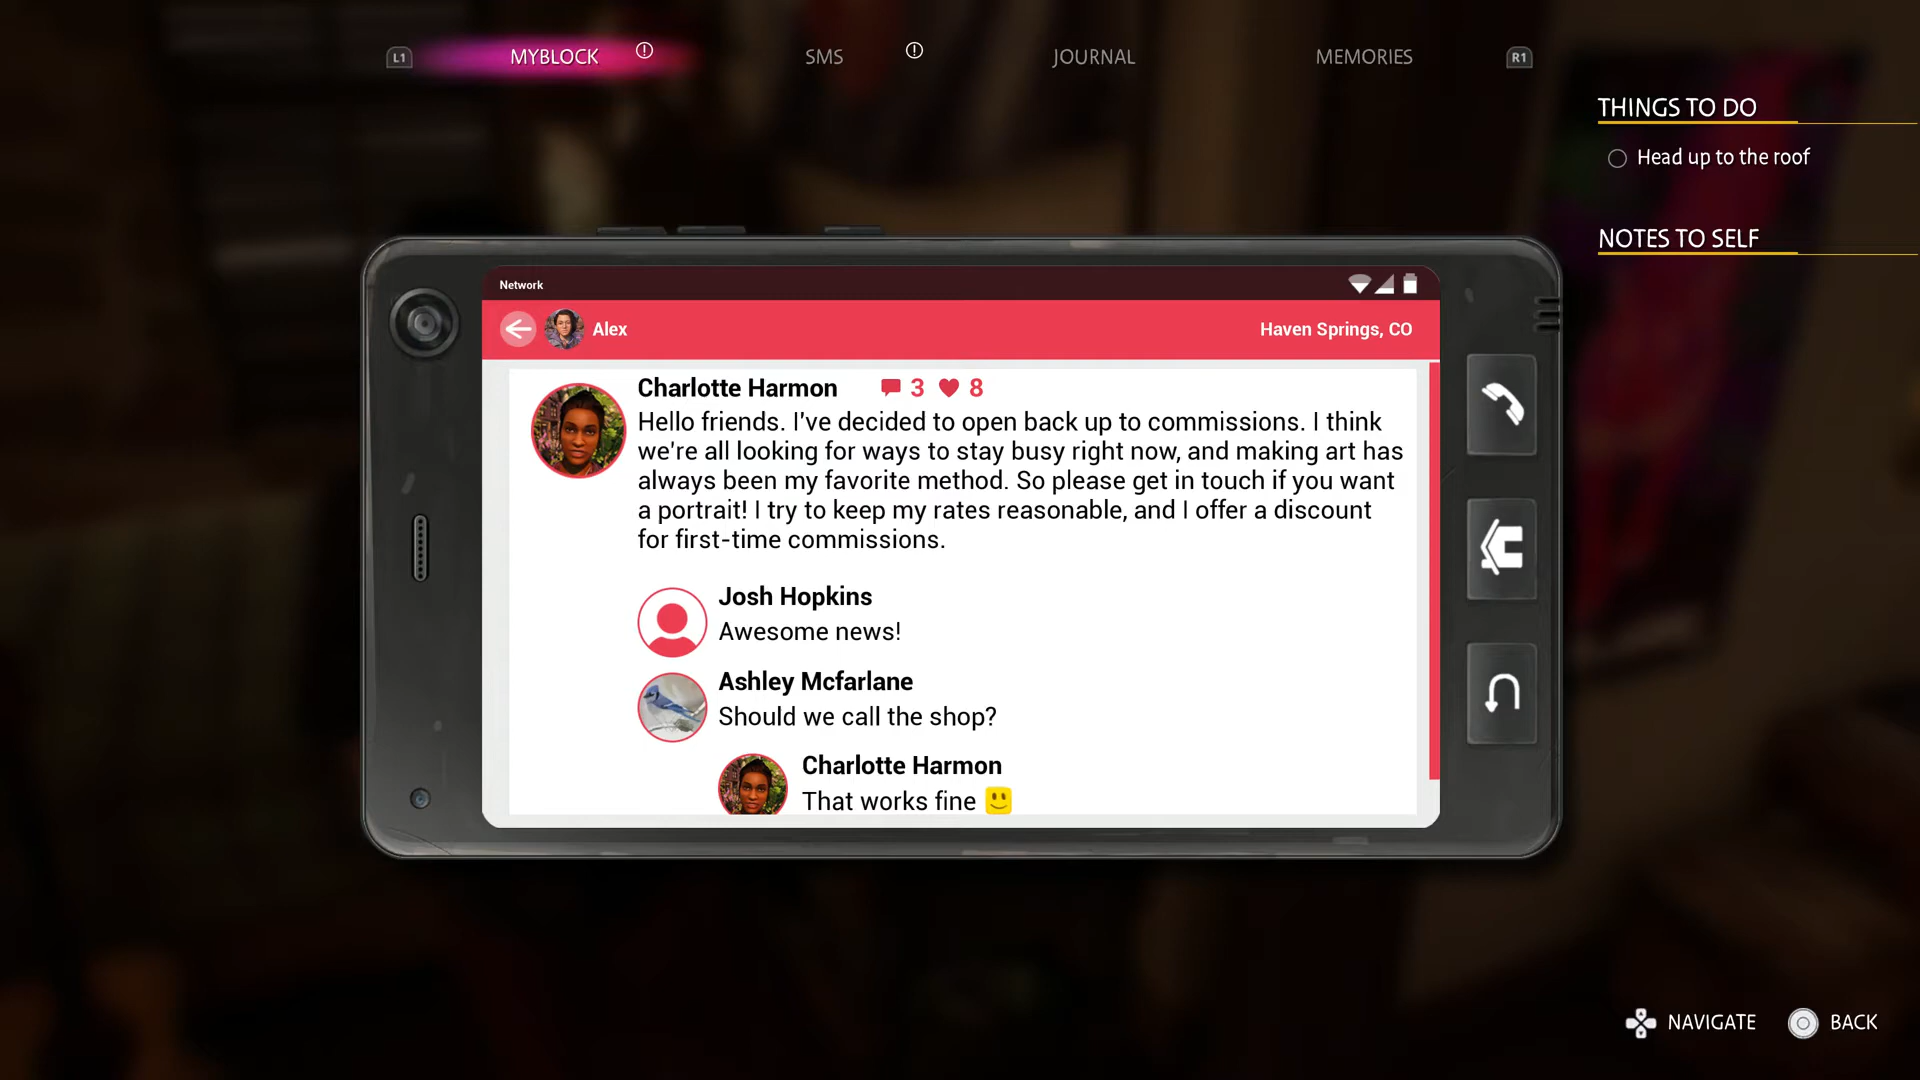 L1
MYBLOCK
SMS
JOURNAL
MEMORIES
R1
THINGS TO DO
Head up to the roof
NOTES TO SELF
Network
Alex
Haven Springs, CO
Charlotte Harmon 3 8
Hello friends. I've decided to open back up to commissions. I think
we're all looking for ways to stay busy right now, and making art has
always been my favorite method. So please get in touch if you want
a portrait! I try to keep my rates reasonable, and I offer a discount
for first-time commissions.
Josh Hopkins
Awesome news!
Ashley Mcfarlane
Should we call the shop?
Charlotte Harmon
That works fine
NAVIGATE
BACK